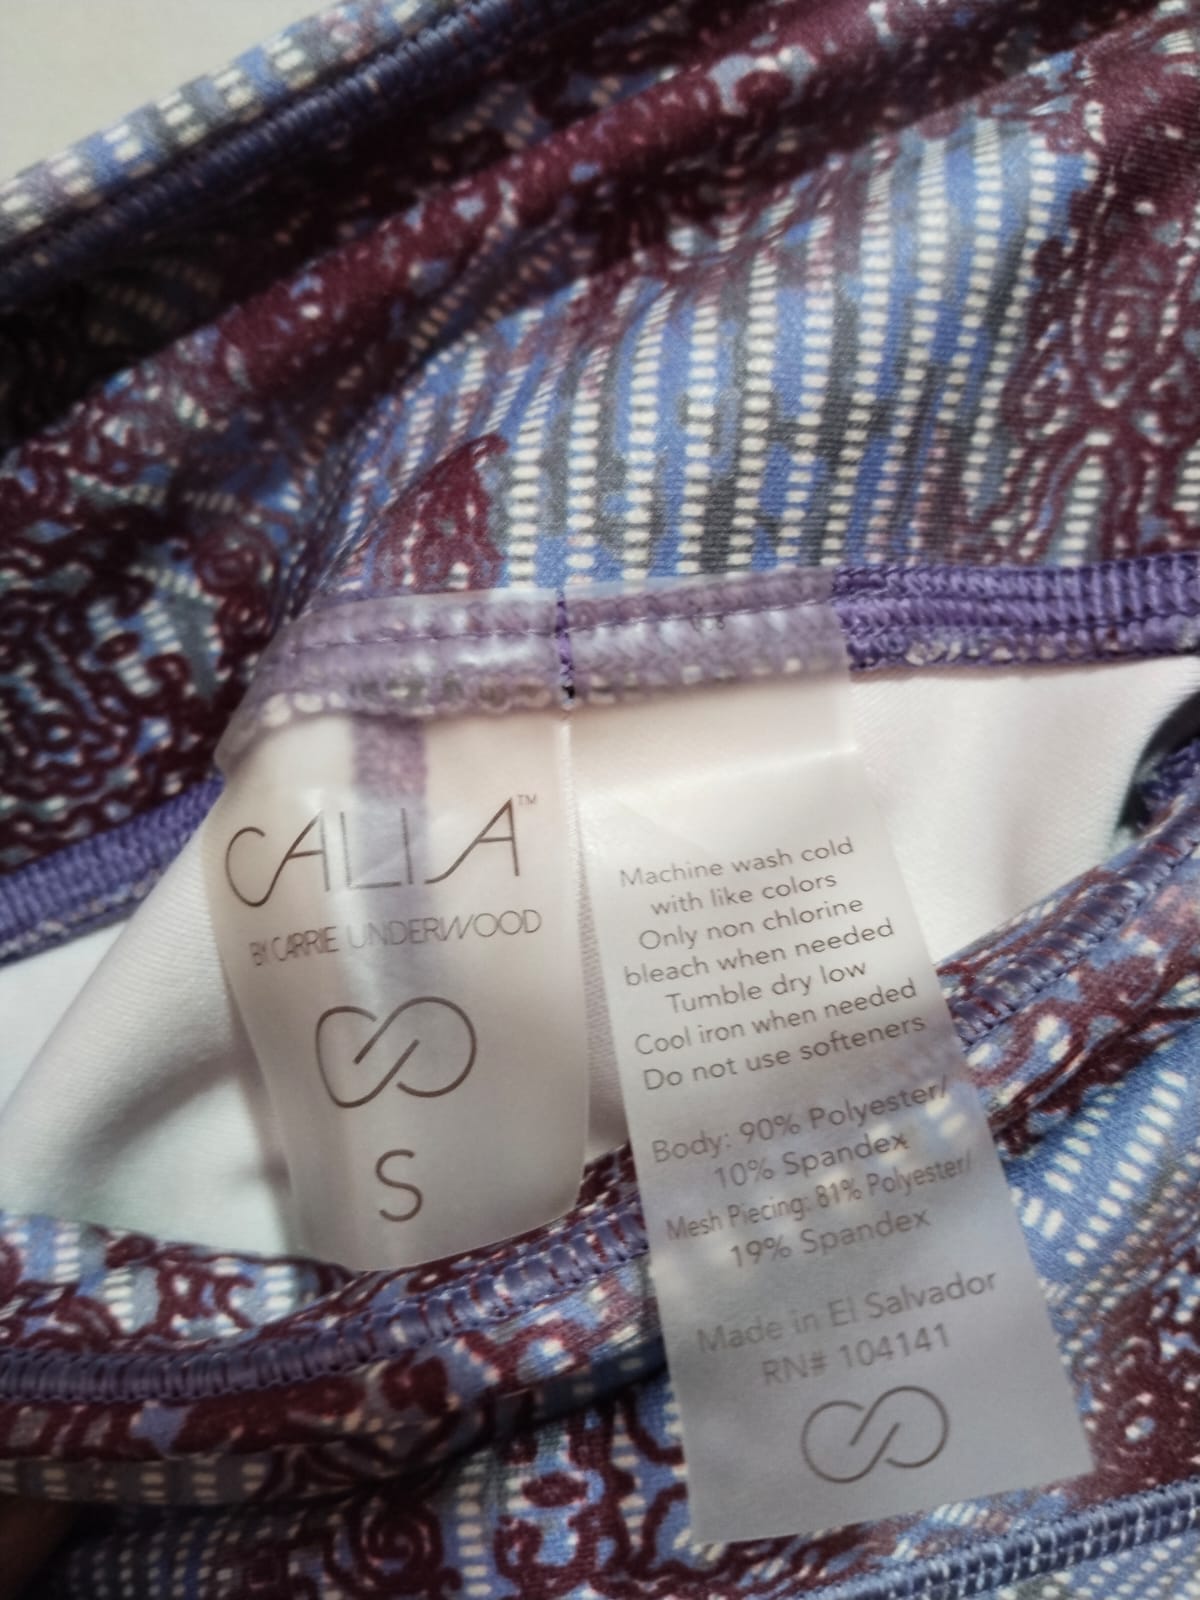 CALIA™
BY CARRIE UNDERWOOD
S
Machine wash cold
with like colors
Only non chlorine
bleach when needed
Tumble dry low
Cool iron when needed
Do not use softeners
Body: 90% Polyester/
10% Spandex
Mesh Piecing: 81% Polyester/
19% Spandex
Made in El Salvador
RN# 104141